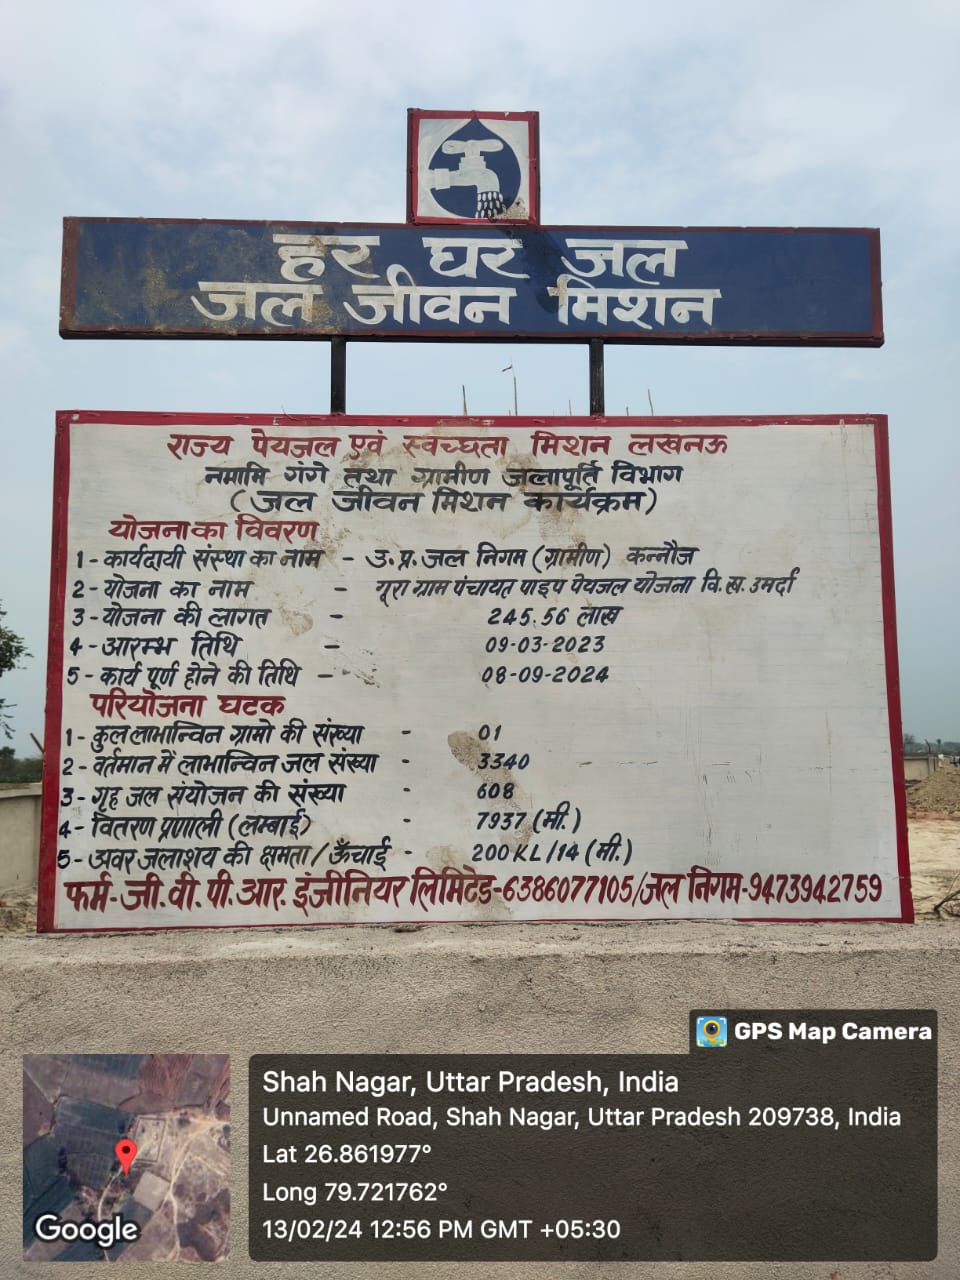 हर घर जल
जल जीवन मिशन
राज्य पेयजल एवं स्वच्छता मिशन लखनऊ
नमामि गंगे तथा ग्रामीण जलापूर्ति विभाग
(जल जीवन मिशन कार्यक्रम)
योजना का विवरण
1- कार्यदायी संस्था का नाम - उ.प्र. जल निगम (ग्रामीण) कन्नौज
2- योजना का नाम - गूरा ग्राम पंचायत पाइप पेयजल योजना वि.ख. उमर्दा
3- योजना की लागत - 245.56 लाख
4- आरम्भ तिथि - 09-03-2023
5- कार्य पूर्ण होने की तिथि - 08-09-2024
परियोजना घटक
1- कुल लाभान्विन ग्रामो की संख्या - 01
2- वर्तमान में लाभान्विन जल संख्या - 3340
3- गृह जल संयोजन की संख्या - 608
4- वितरण प्रणाली (लम्बाई) - 7937 (मी.)
5- अवर जलाशय की क्षमता / ऊँचाई - 200 KL/14 (मी.)
फर्म- जी. वी. पी. आर. इंजीनियर लिमिटेड-6386077105/जल निगम-9473942759
GPS Map Camera
Shah Nagar, Uttar Pradesh, India
Unnamed Road, Shah Nagar, Uttar Pradesh 209738, India
Lat 26.861977°
Long 79.721762°
13/02/24 12:56 PM GMT +05:30
Google